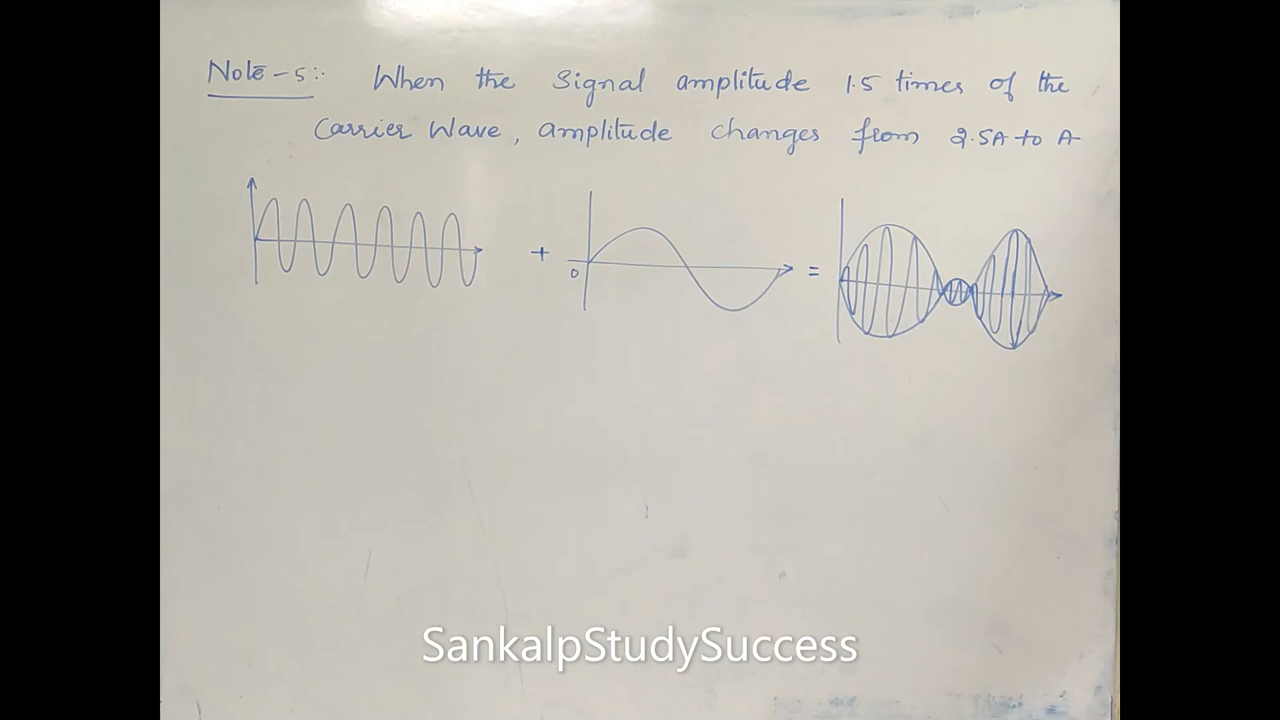 Note-5:- When the Signal amplitude 1.5 times of the
Carrier Wave, amplitude changes from 2.5A to A
+ 0 =
SankalpStudySuccess